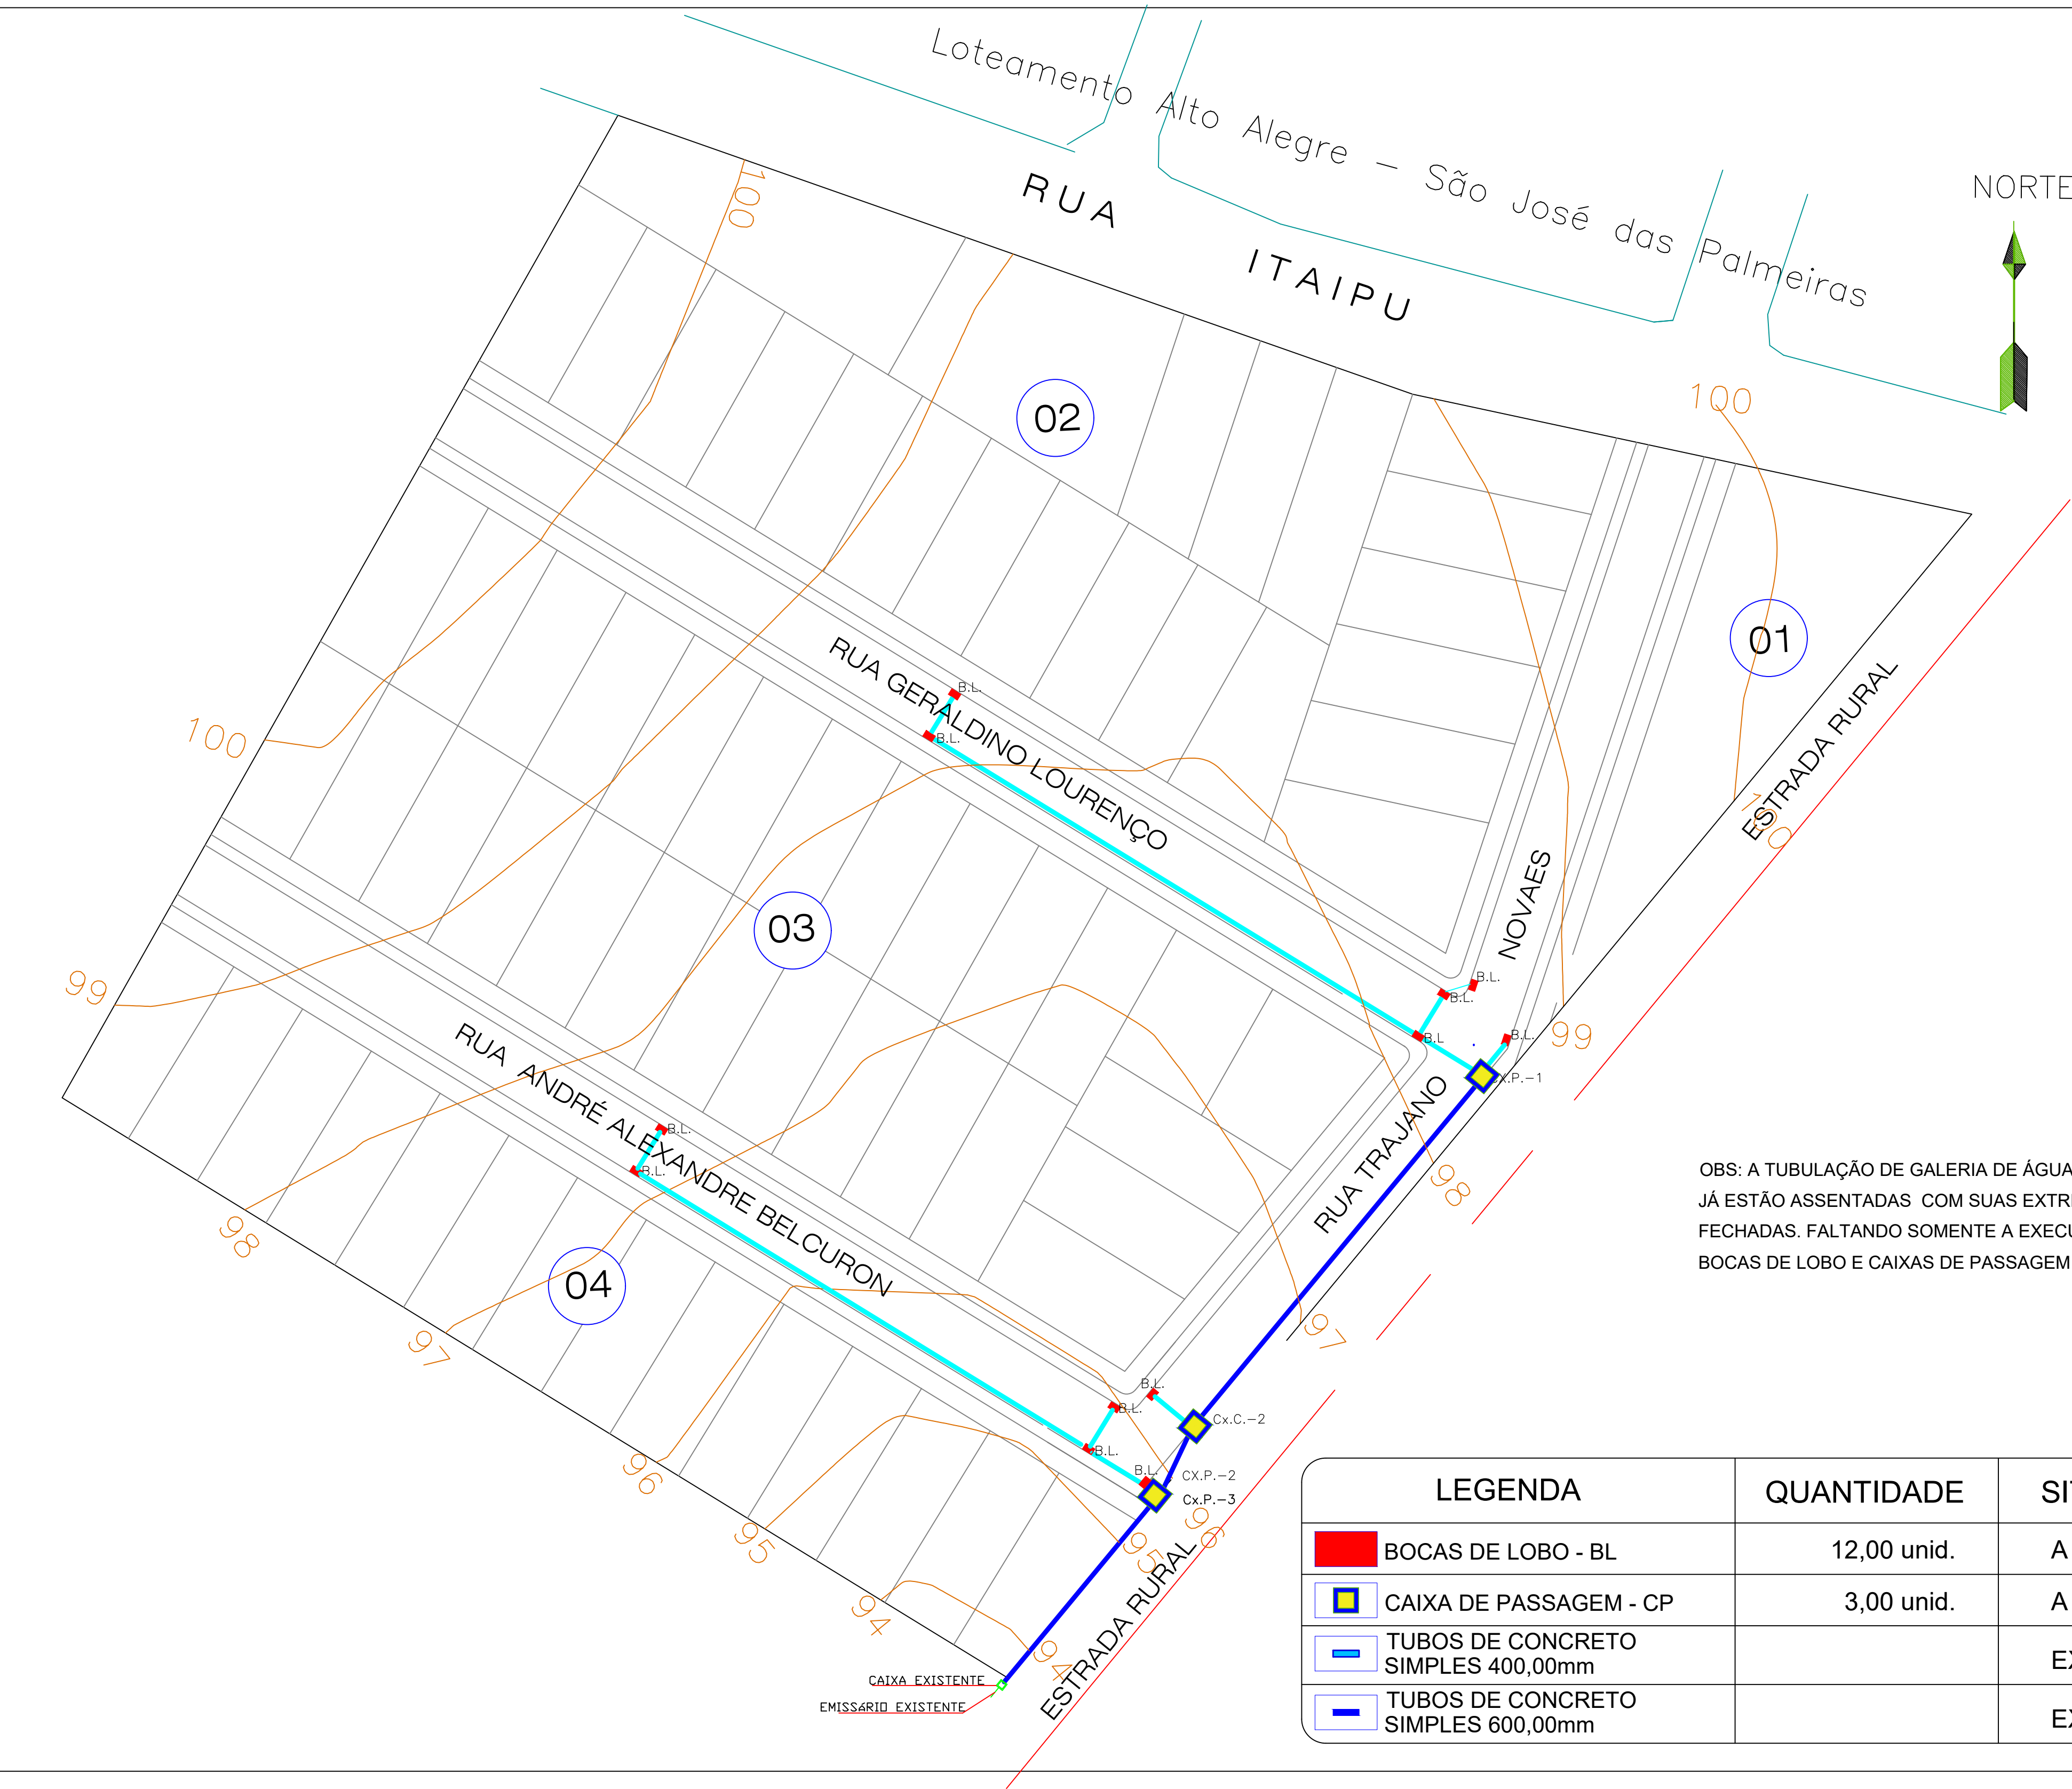 Loteamento Alto Alegre - São José das Palmeiras
NORTE
RUA
ITAIPU
100
100
02
01
ESTRADA RURAL
100
RUA GERALDINO LOURENÇO
B.L.
B.L.
100
NOVAES
03
99
B.L.
B.L.
B.L
B.L.
99
CX.P.-1
RUA TRAJANO
RUA ANDRÉ ALEXANDRE BELCURON
B.L.
B.L.
98
98
04
97
97
OBS: A TUBULAÇÃO DE GALERIA DE ÁGUA
JÁ ESTÃO ASSENTADAS COM SUAS EXTR
FECHADAS. FALTANDO SOMENTE A EXECU
BOCAS DE LOBO E CAIXAS DE PASSAGEM
B.L.
B.L.
Cx.C.-2
B.L.
B.L.
CX.P.-2
Cx.P.-3
96
96
95
95
94
94
ESTRADA RURAL
CAIXA EXISTENTE
EMISSáRIO EXISTENTE
LEGENDA QUANTIDADE SI
BOCAS DE LOBO - BL 12,00 unid. A
CAIXA DE PASSAGEM - CP 3,00 unid. A
TUBOS DE CONCRETO
SIMPLES 400,00mm EX
TUBOS DE CONCRETO
SIMPLES 600,00mm EX